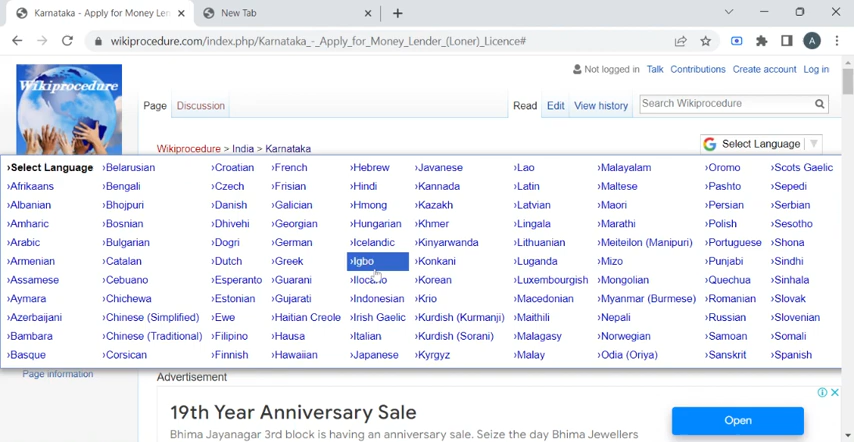 Karnataka - Apply for Money Len
New Tab
wikiprocedure.com/index.php/Karnataka_-_Apply_for_Money_Lender_(Loner)_Licence#
A
Wikiprocedure
Not logged in Talk Contributions Create account Log in
Page Discussion Read Edit View history Search Wikiprocedure
Wikiprocedure > India > Karnataka
G Select Language
›Select Language ›Belarusian ›Croatian ›French ›Hebrew ›Javanese ›Lao ›Malayalam ›Oromo ›Scots Gaelic
›Afrikaans ›Bengali ›Czech ›Frisian ›Hindi ›Kannada ›Latin ›Maltese ›Pashto ›Sepedi
›Albanian ›Bhojpuri ›Danish ›Galician ›Hmong ›Kazakh ›Latvian ›Maori ›Persian ›Serbian
›Amharic ›Bosnian ›Dhivehi ›Georgian ›Hungarian ›Khmer ›Lingala ›Marathi ›Polish ›Sesotho
›Arabic ›Bulgarian ›Dogri ›German ›Icelandic ›Kinyarwanda ›Lithuanian ›Meiteilon (Manipuri) ›Portuguese ›Shona
›Armenian ›Catalan ›Dutch ›Greek ›Igbo ›Konkani ›Luganda ›Mizo ›Punjabi ›Sindhi
›Assamese ›Cebuano ›Esperanto ›Guarani ›Ilocano ›Korean ›Luxembourgish ›Mongolian ›Quechua ›Sinhala
›Aymara ›Chichewa ›Estonian ›Gujarati ›Indonesian ›Krio ›Macedonian ›Myanmar (Burmese) ›Romanian ›Slovak
›Azerbaijani ›Chinese (Simplified) ›Ewe ›Haitian Creole ›Irish Gaelic ›Kurdish (Kurmanji) ›Maithili ›Nepali ›Russian ›Slovenian
›Bambara ›Chinese (Traditional) ›Filipino ›Hausa ›Italian ›Kurdish (Sorani) ›Malagasy ›Norwegian ›Samoan ›Somali
›Basque ›Corsican ›Finnish ›Hawaiian ›Japanese ›Kyrgyz ›Malay ›Odia (Oriya) ›Sanskrit ›Spanish
Page information
Advertisement
19th Year Anniversary Sale
Bhima Jayanagar 3rd block is having an anniversary sale. Seize the day Bhima Jewellers
Open